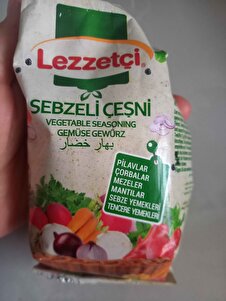 Lezzetçi
SEBZELİ ÇEŞNİ
VEGETABLE SEASONING
GEMÜSE GEWÜRZ
بهار خضار
PİLAVLAR
ÇORBALAR
MEZELER
MANTILAR
SEBZE YEMEKLERİ
TENCERE YEMEKLERİ